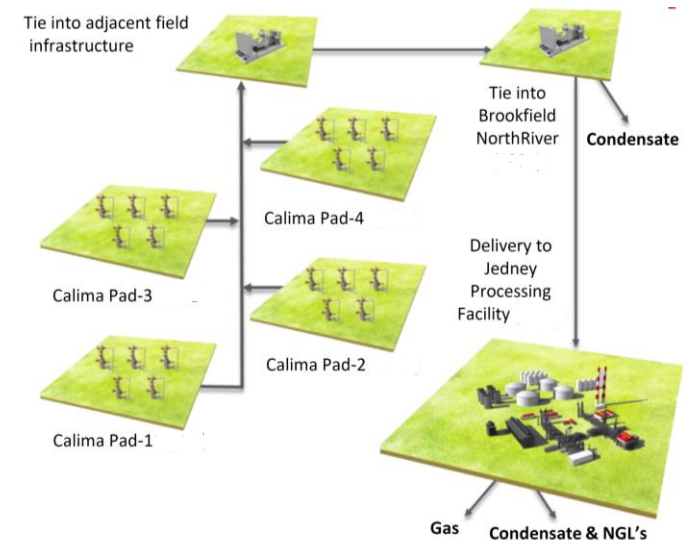 Tie into adjacent field
infrastructure
Tie into
Brookfield
NorthRiver
Condensate
Calima Pad-4
Calima Pad-3
Delivery to
Jedney
Processing
Facility
Calima Pad-2
Calima Pad-1
Gas
Condensate & NGL's